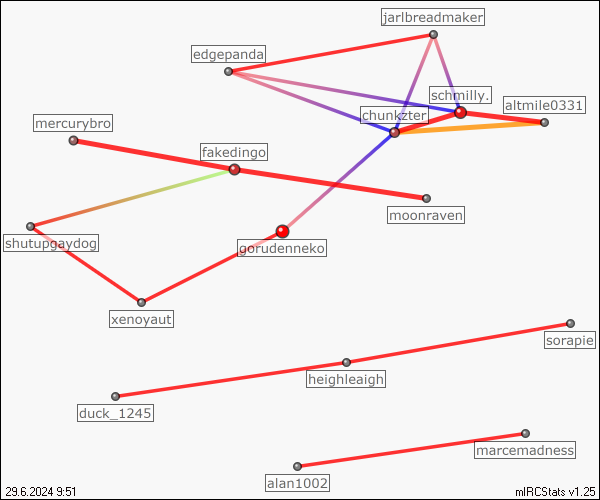 jarlbreadmaker
edgepanda
schmilly.
altmile0331
chunkzter
mercurybro
fakedingo
moonraven
shutupgaydog
gorudenneko
xenoyaut
sorapie
heighleaigh
duck_1245
marcemadness
alan1002
29.6.2024 9:51
mIRCStats v1.25